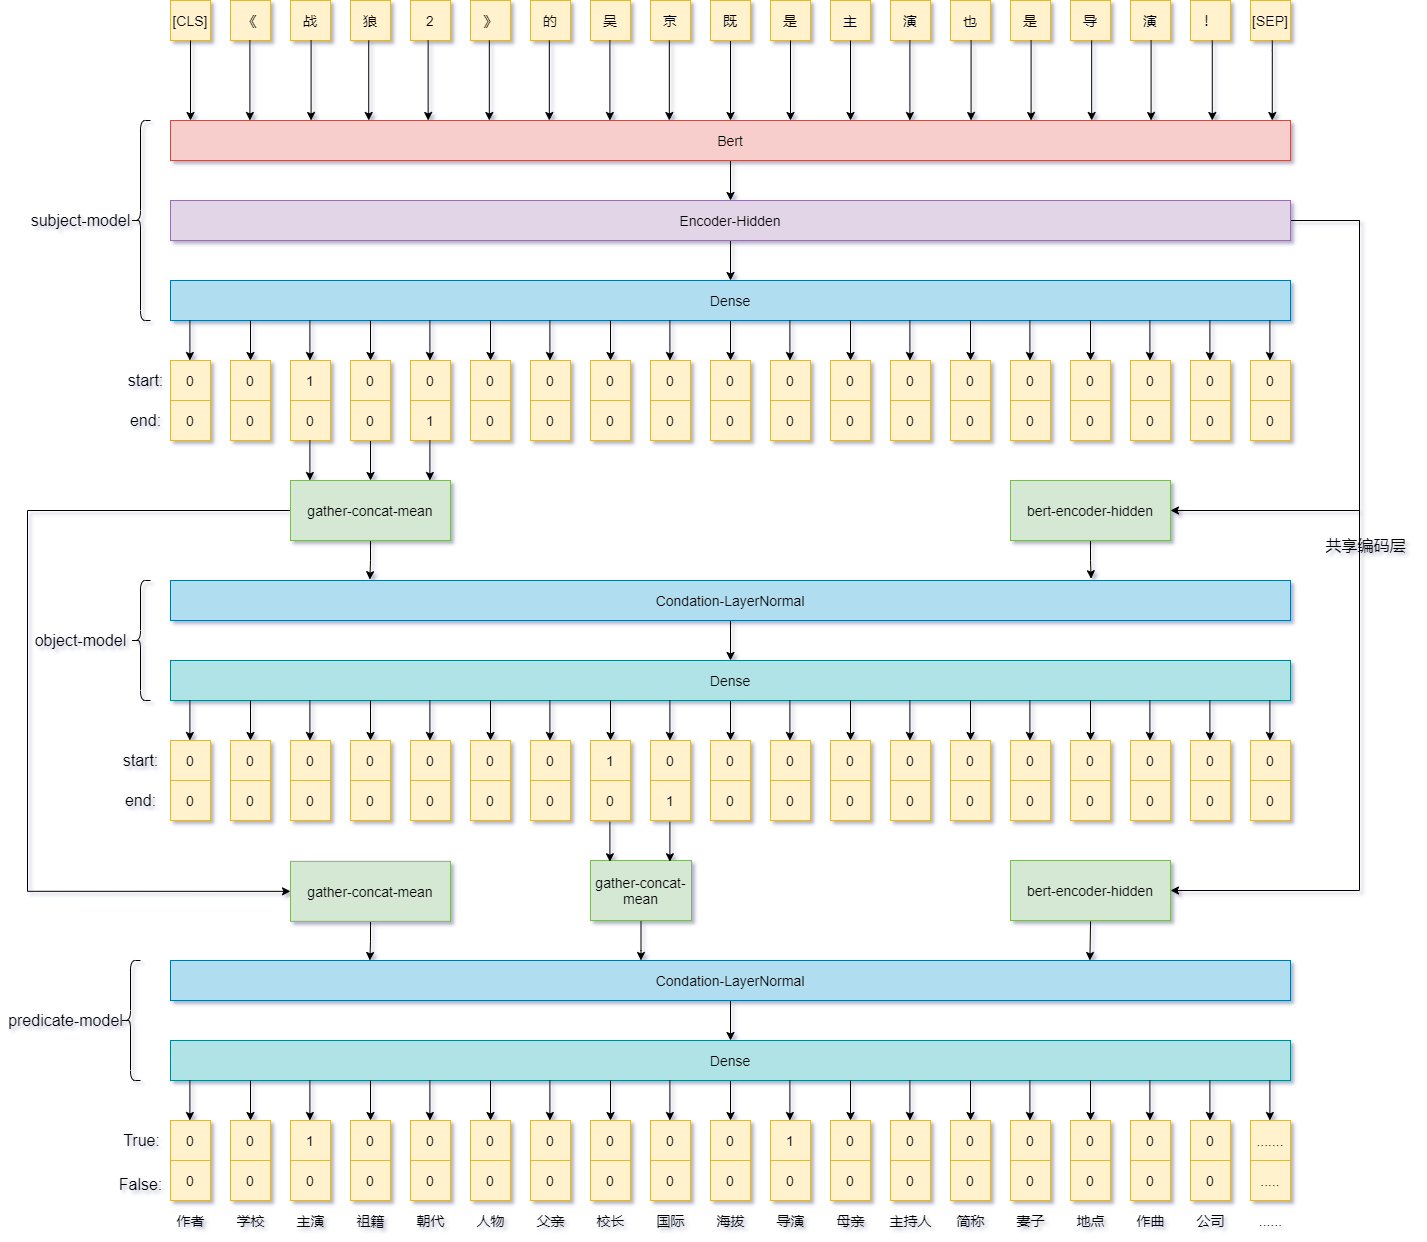 [CLS] 《 战 狼 2 》 的 吴 京 既 是 主 演 也 是 导 演 ！ [SEP]
Bert
subject-model
Encoder-Hidden
Dense
start: 0 0 1 0 0 0 0 0 0 0 0 0 0 0 0 0 0 0 0
end: 0 0 0 0 1 0 0 0 0 0 0 0 0 0 0 0 0 0 0
gather-concat-mean
bert-encoder-hidden
共享编码层
Condation-LayerNormal
object-model
Dense
start: 0 0 0 0 0 0 0 1 0 0 0 0 0 0 0 0 0 0 0
end: 0 0 0 0 0 0 0 0 1 0 0 0 0 0 0 0 0 0 0
gather-concat-mean
gather-concat-
mean
bert-encoder-hidden
Condation-LayerNormal
predicate-model
Dense
True: 0 0 1 0 0 0 0 0 0 0 1 0 0 0 0 0 0 0 .......
False: 0 0 0 0 0 0 0 0 0 0 0 0 0 0 0 0 0 0 .....
作者 学校 主演 祖籍 朝代 人物 父亲 校长 国际 海拔 导演 母亲 主持人 简称 妻子 地点 作曲 公司 ......